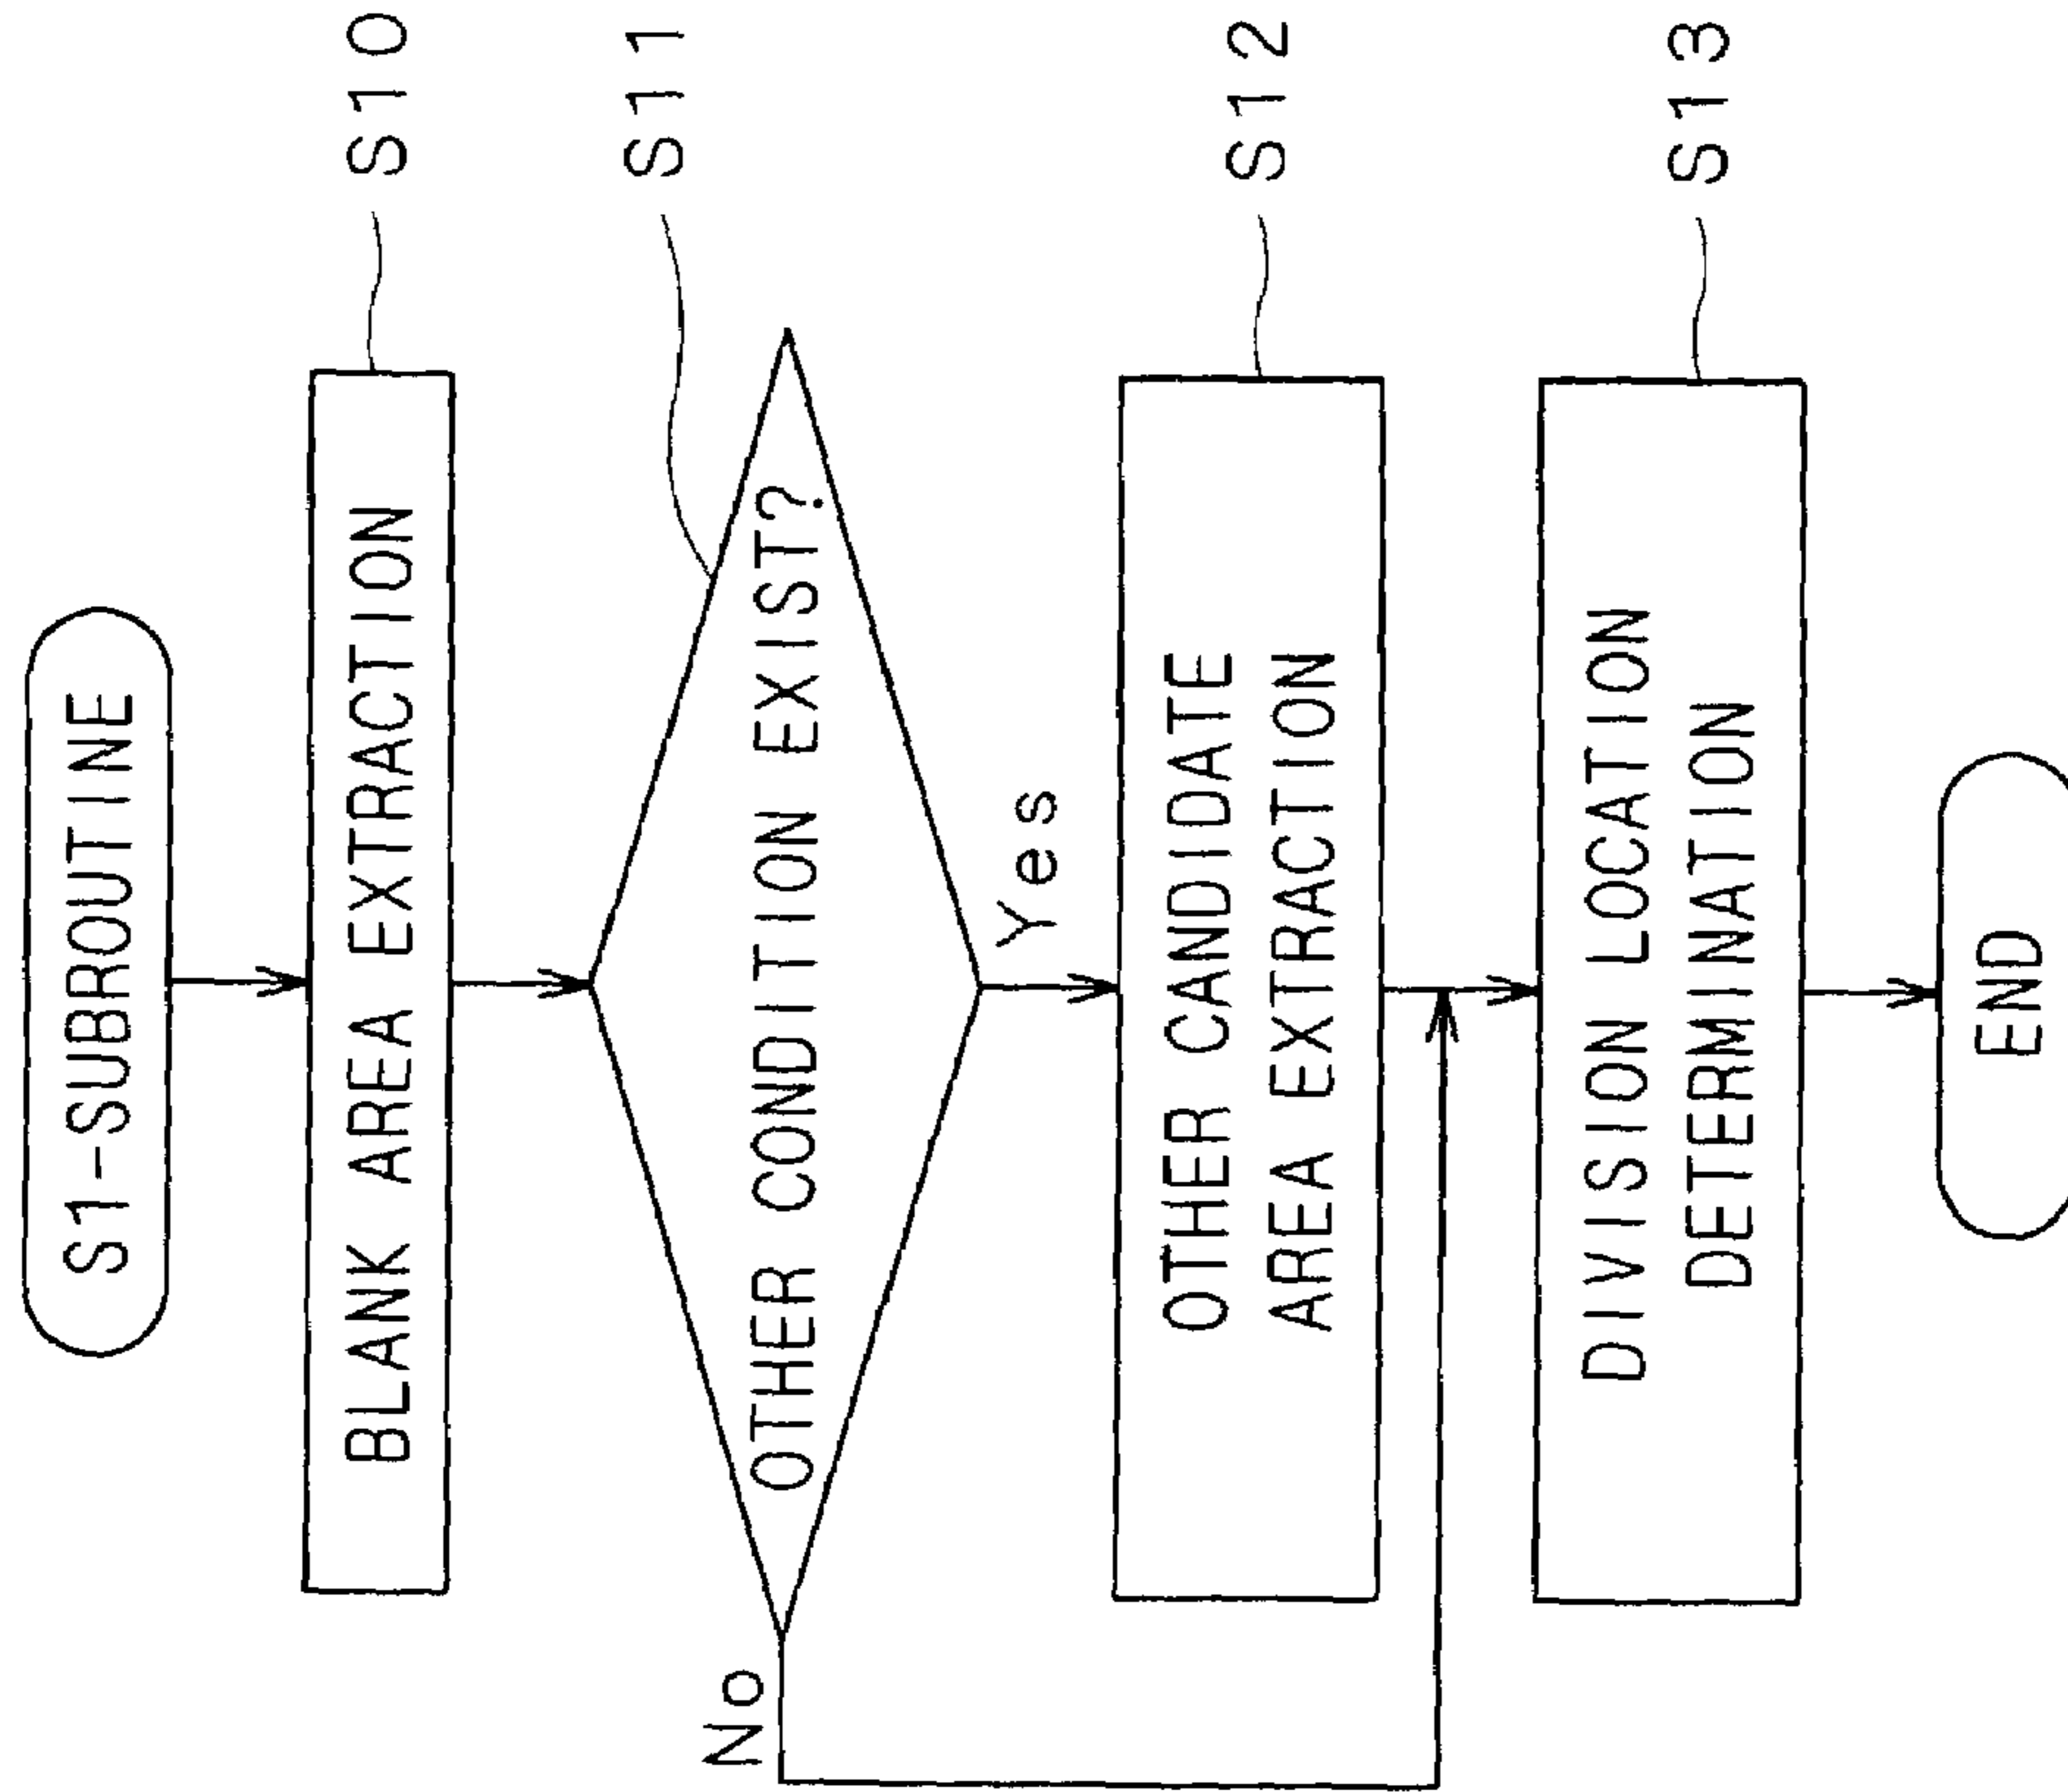 S1-SUBROUTINE
BLANK AREA EXTRACTION
S10
OTHER CONDITION EXIST?
S11
No
Yes
OTHER CANDIDATE
AREA EXTRACTION
S12
DIVISION LOCATION
DETERMINATION
S13
END